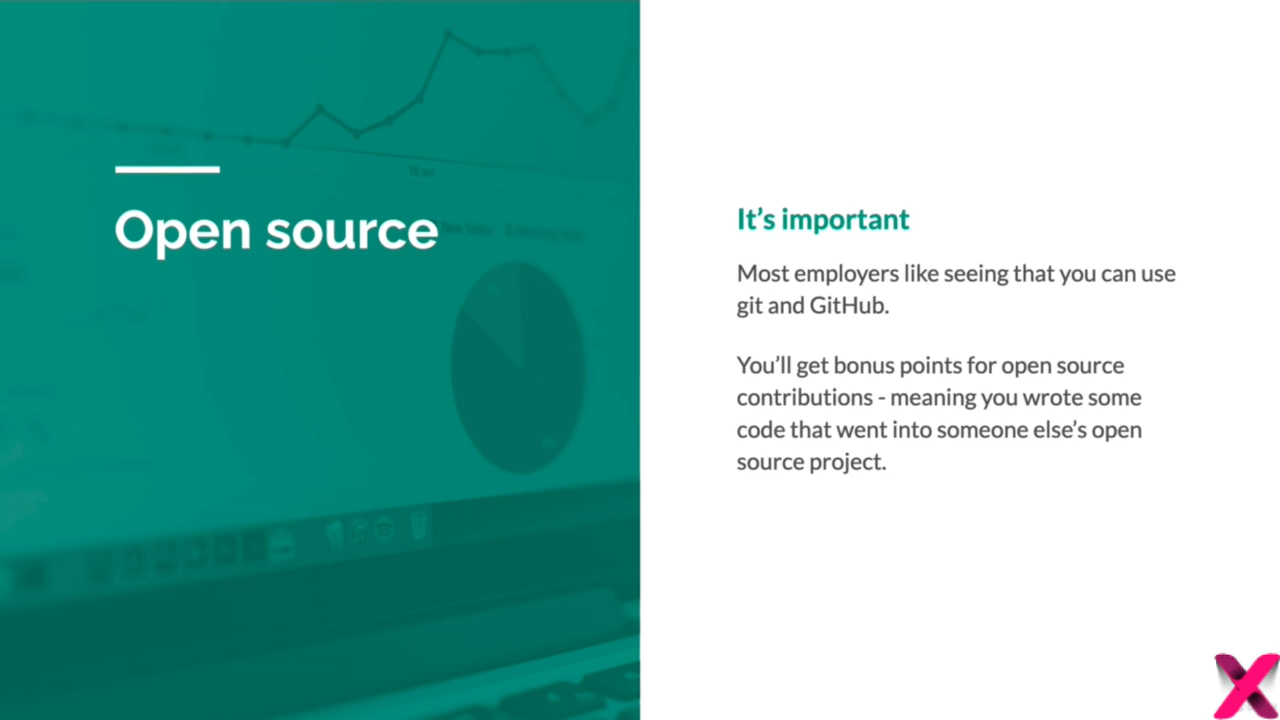 Open source
It’s important
Most employers like seeing that you can use
git and GitHub.
You’ll get bonus points for open source
contributions - meaning you wrote some
code that went into someone else’s open
source project.